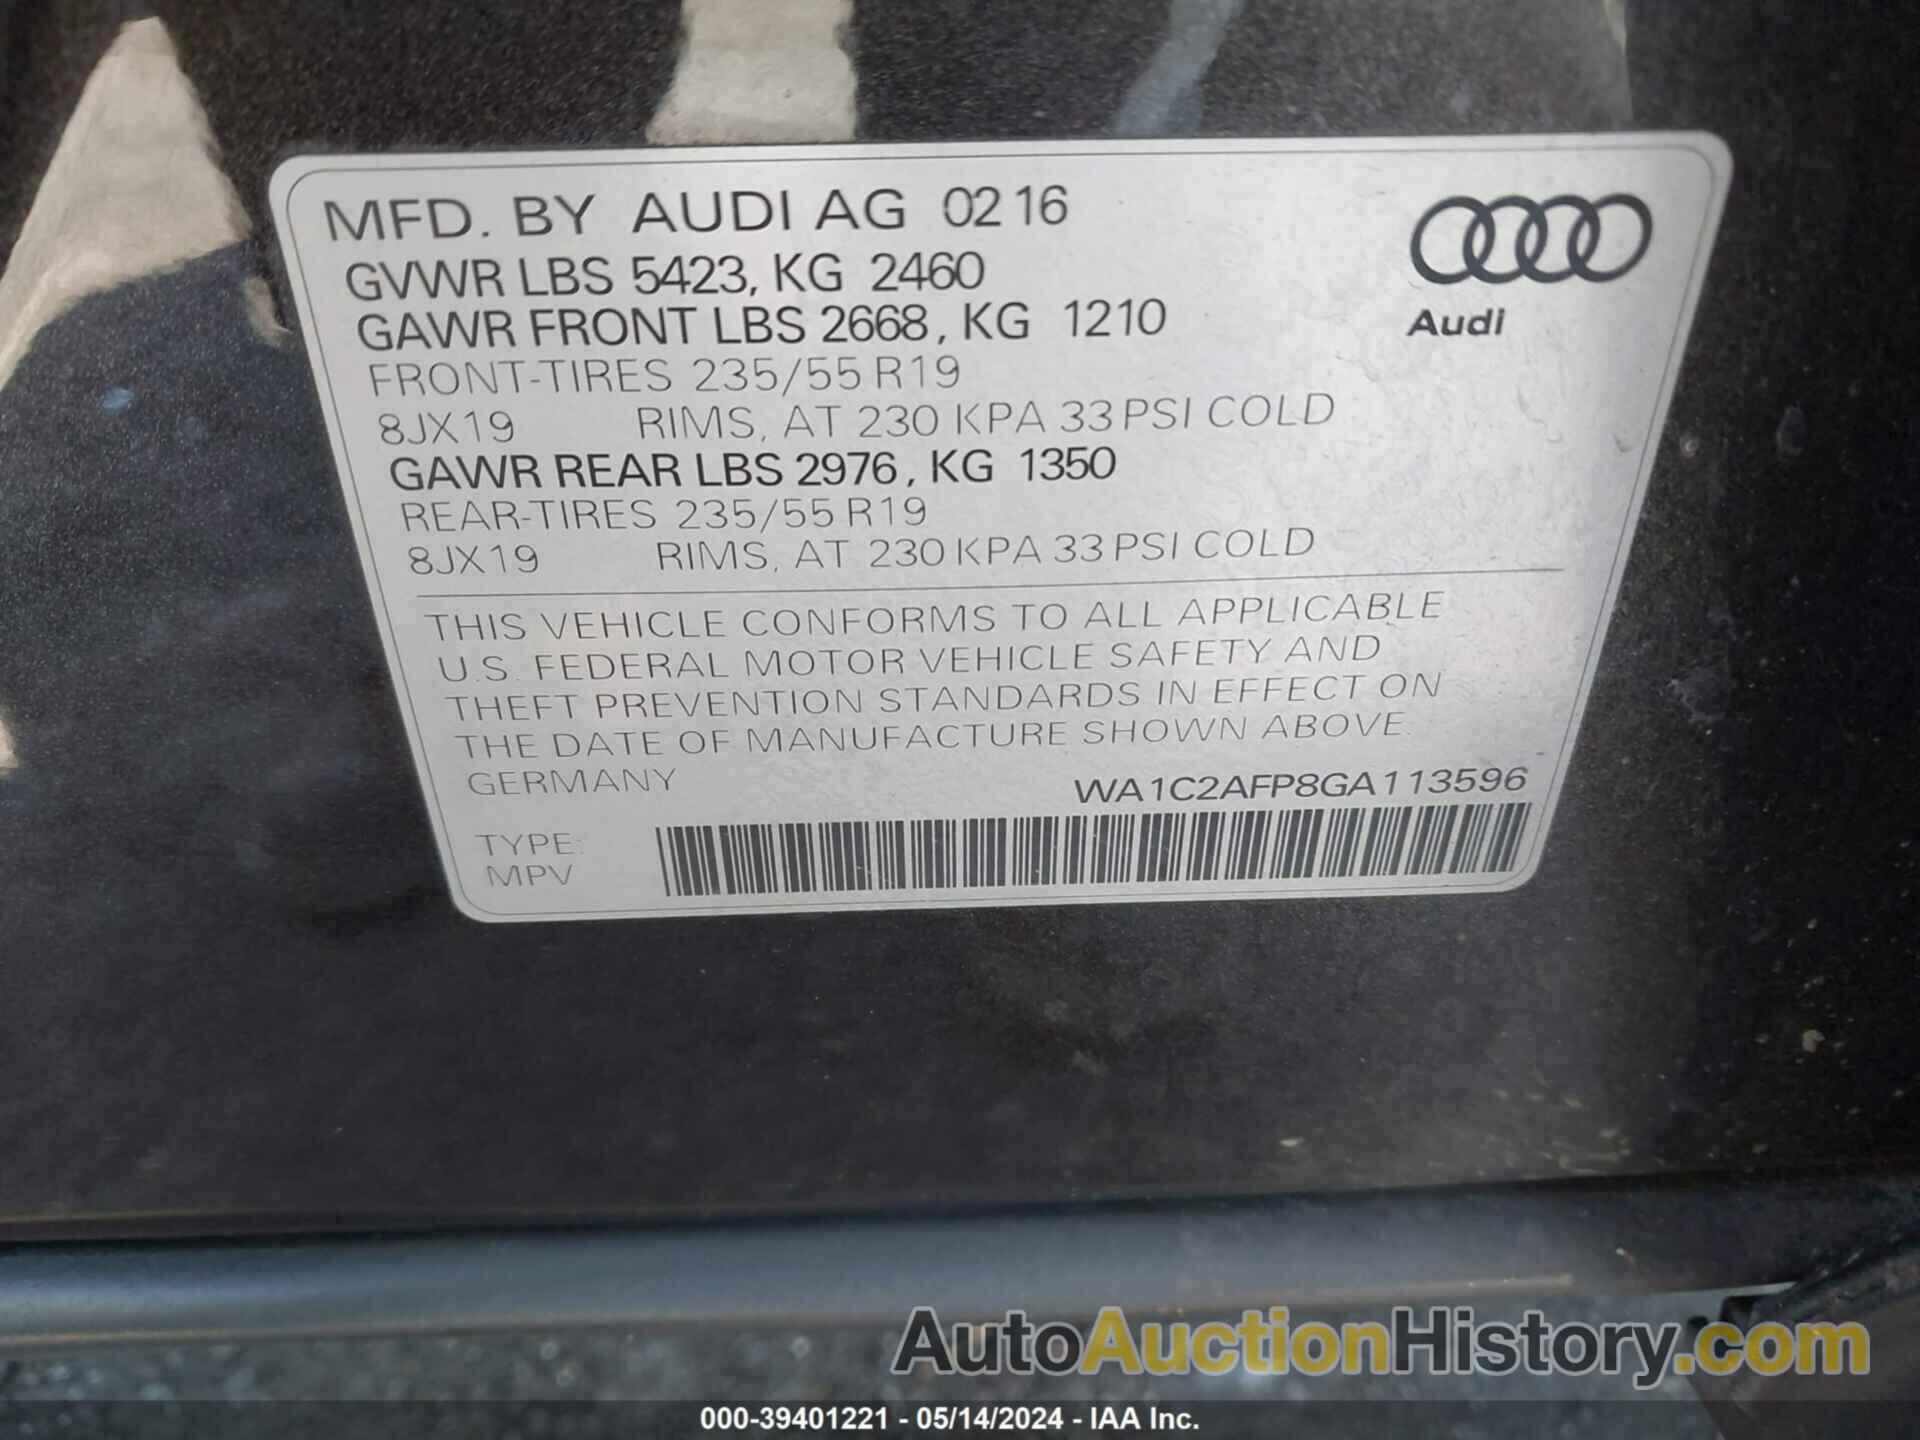 MFD. BY AUDI AG 02 16
GVWR LBS 5423, KG 2460
GAWR FRONT LBS 2668, KG 1210
Audi
FRONT-TIRES 235/55 R19
8JX19 RIMS, AT 230 KPA 33 PSI COLD
GAWR REAR LBS 2976, KG 1350
REAR-TIRES 235/55 R19
8JX19 RIMS, AT 230 KPA 33 PSI COLD
THIS VEHICLE CONFORMS TO ALL APPLICABLE
U.S. FEDERAL MOTOR VEHICLE SAFETY AND
THEFT PREVENTION STANDARDS IN EFFECT ON
THE DATE OF MANUFACTURE SHOWN ABOVE.
GERMANY WA1C2AFP8GA113596
TYPE:
MPV
AutoAuctionHistory.com
000-39401221 - 05/14/2024 - IAA Inc.